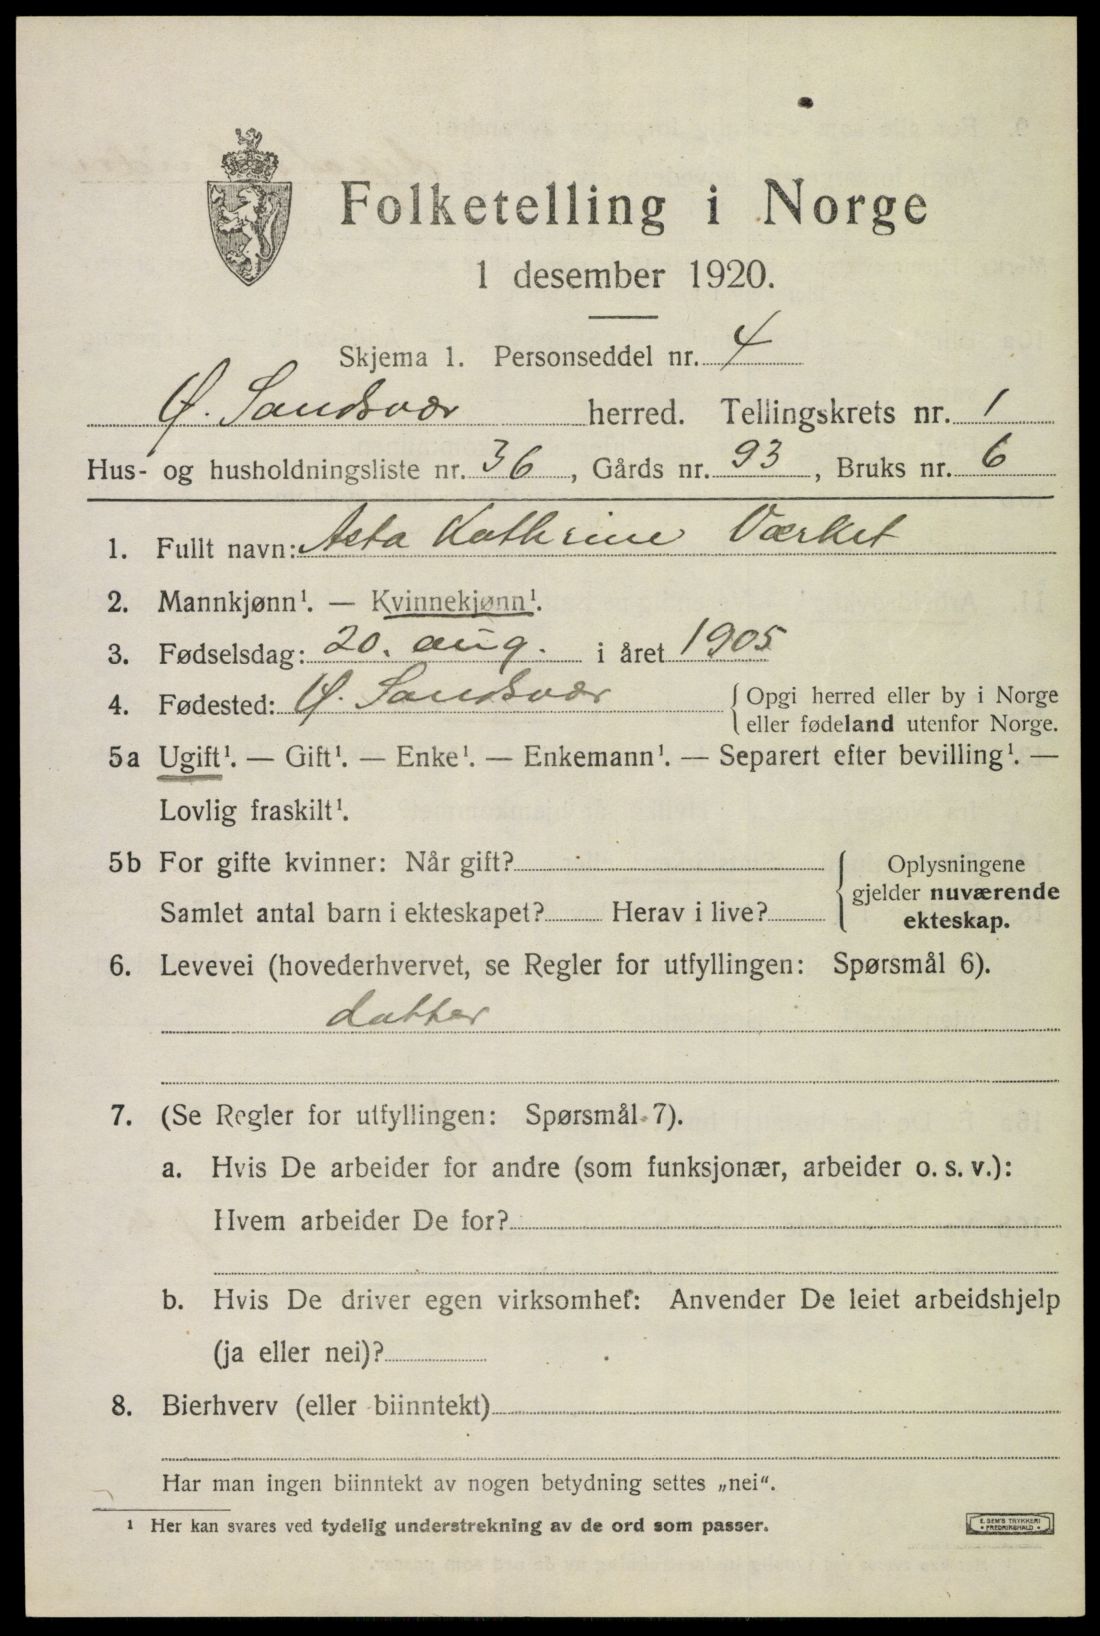 Folketelling i Norge
1 desember 1920.
Skjema 1. Personseddel nr. 4
Ø. Sandsvær herred. Tellingskrets nr. 1
Hus- og husholdningsliste nr. 36, Gårds nr. 93, Bruks nr. 6
1. Fullt navn: Asta Kathrine Værket
2. Mannkjønn¹. — Kvinnekjønn¹.
3. Fødselsdag: 20. aug. i året 1905
4. Fødested: Ø. Sandsvær { Opgi herred eller by i Norge
eller fødeland utenfor Norge.
5a Ugift¹. — Gift¹. — Enke¹. — Enkemann¹. — Separert efter bevilling¹. —
Lovlig fraskilt¹.
5b For gifte kvinner: Når gift?
Samlet antal barn i ekteskapet? Herav i live?
{ Oplysningene
gjelder nuværende
ekteskap.
6. Levevei (hovederhvervet, se Regler for utfyllingen: Spørsmål 6).
datter
7. (Se Regler for utfyllingen: Spørsmål 7).
a. Hvis De arbeider for andre (som funksjonær, arbeider o. s. v.):
Hvem arbeider De for?
b. Hvis De driver egen virksomhet: Anvender De leiet arbeidshjelp
(ja eller nei)?
8. Bierhverv (eller biinntekt)
Har man ingen biinntekt av nogen betydning settes „nei“.
¹ Her kan svares ved tydelig understrekning av de ord som passer.
E. SEM'S TRYKKERI
• FREDRIKSHALD •